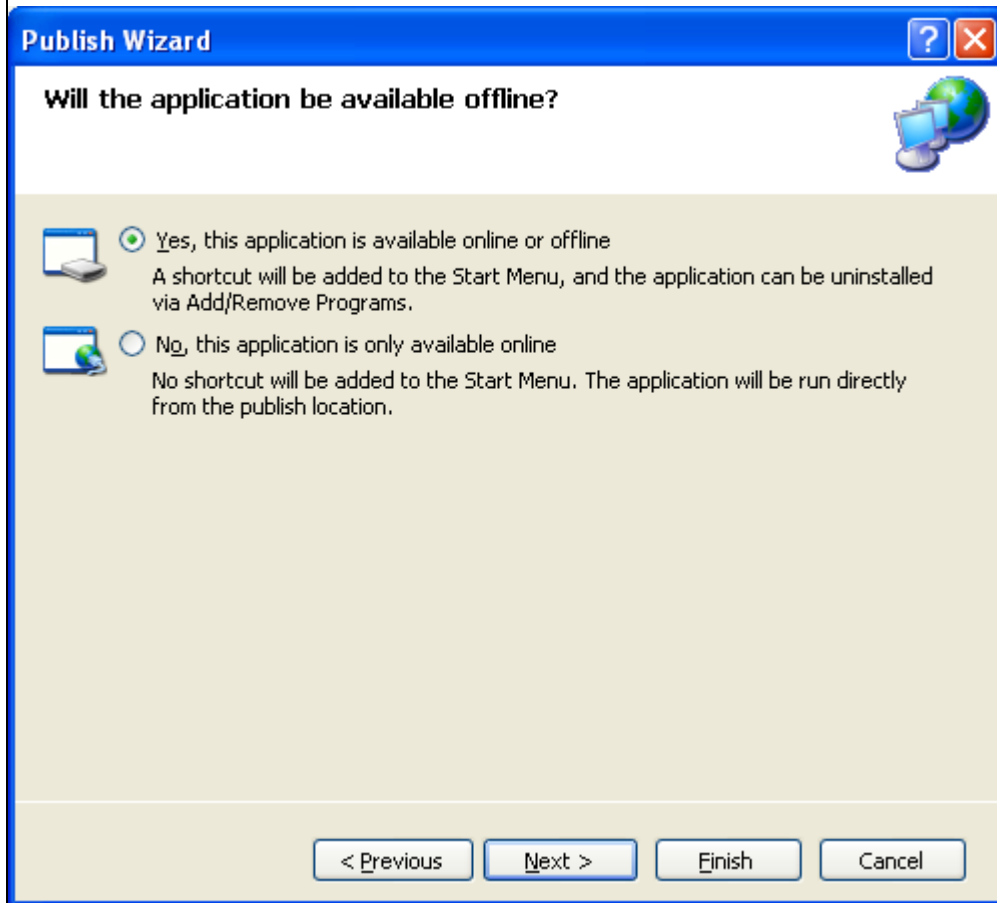 Publish Wizard
?
Will the application be available offline?
Yes, this application is available online or offline
A shortcut will be added to the Start Menu, and the application can be uninstalled
via Add/Remove Programs.
No, this application is only available online
No shortcut will be added to the Start Menu. The application will be run directly
from the publish location.
< Previous Next > Finish Cancel